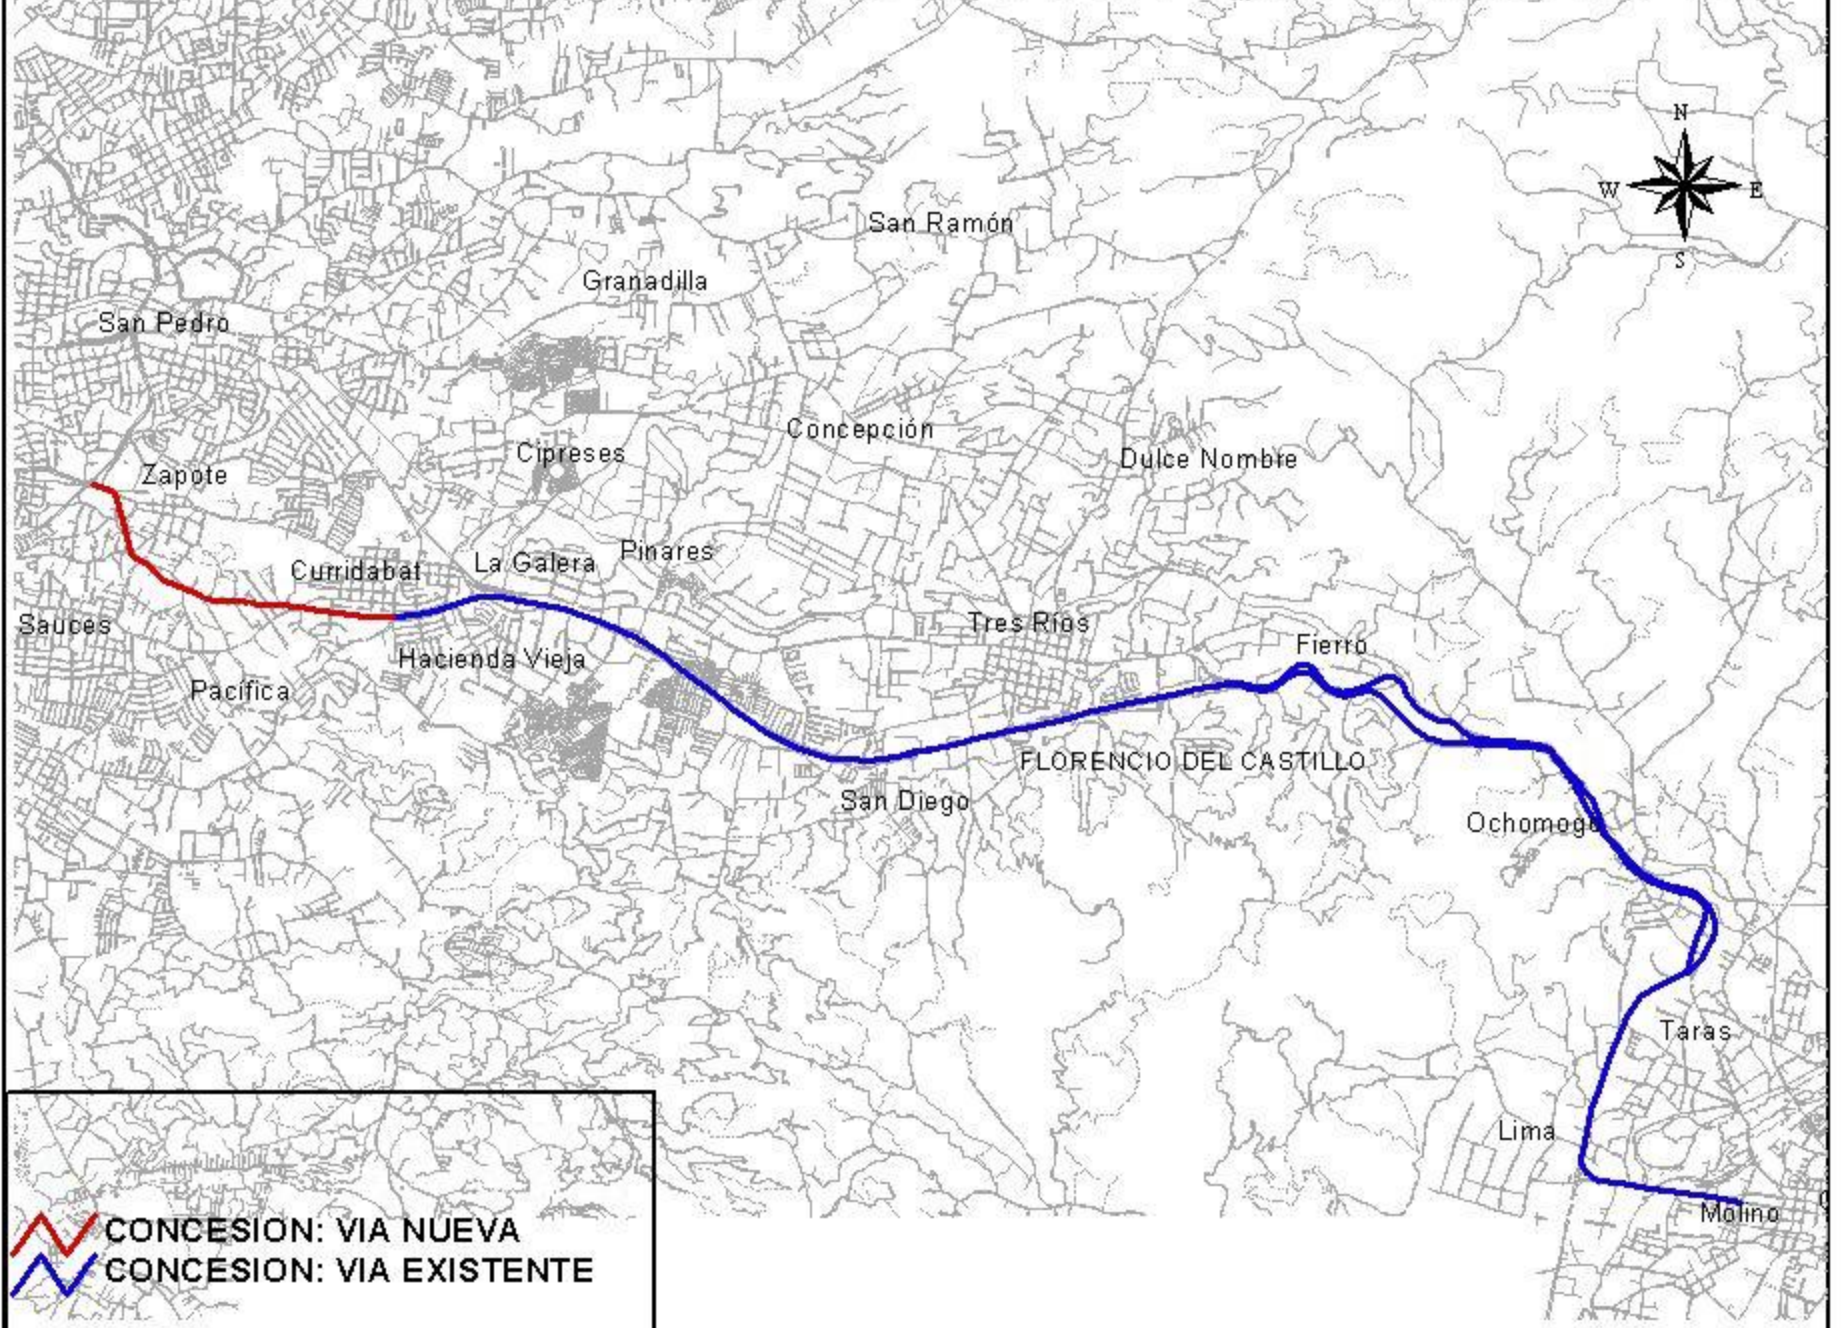 N
W
E
S
San Ramón
Granadilla
San Pedro
Concepción
Cipreses
Dulce Nombre
Zapote
Pinares
La Galera
Curridabat
Tres Ríos
Sauces
Fierro
Hacienda Vieja
Pacífica
FLORENCIO DEL CASTILLO
San Diego
Ochomogo
Taras
Lima
Molino
CONCESION: VIA NUEVA
CONCESION: VIA EXISTENTE